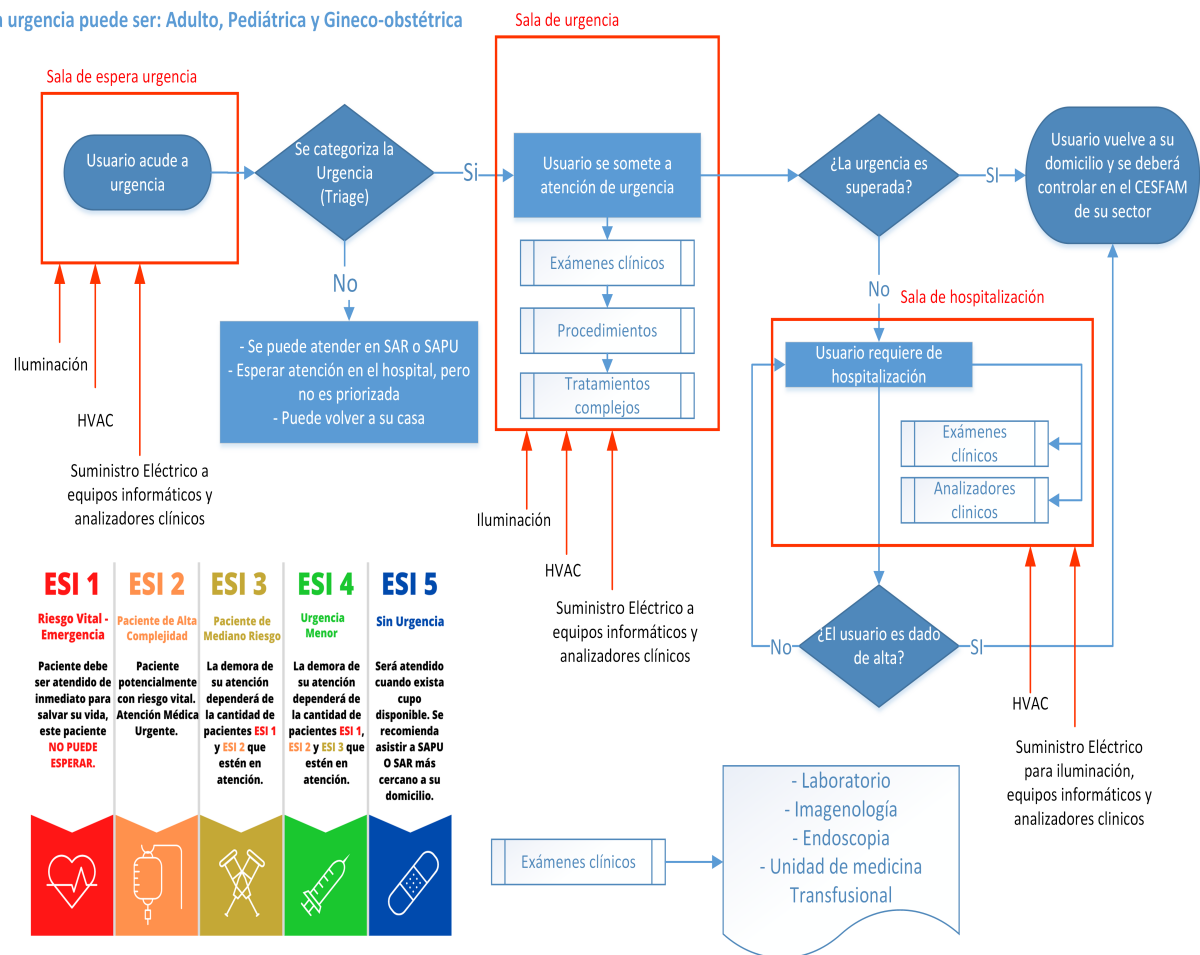 urgencia puede ser: Adulto, Pediátrica y Gineco-obstétrica
Sala de urgencia
Sala de espera urgencia
Usuario acude a
urgencia
Se categoriza la
Urgencia
(Triage)
Si
Usuario se somete a
atención de urgencia
¿La urgencia es
superada?
SI
Usuario vuelve a su
domicilio y se deberá
controlar en el CESFAM
de su sector
No
- Se puede atender en SAR o SAPU
- Esperar atención en el hospital, pero
no es priorizada
- Puede volver a su casa
Exámenes clínicos
Procedimientos
Tratamientos
complejos
No
Sala de hospitalización
Usuario requiere de
hospitalización
Exámenes
clínicos
Analizadores
clinicos
Iluminación
HVAC
Suministro Eléctrico a
equipos informáticos y
analizadores clínicos
Iluminación
HVAC
Suministro Eléctrico a
equipos informáticos y
analizadores clínicos
¿El usuario es dado
de alta?
No
SI
HVAC
Suministro Eléctrico
para iluminación,
equipos informáticos y
analizadores clinicos
ESI 1
Riesgo Vital -
Emergencia
Paciente debe
ser atendido de
inmediato para
salvar su vida,
este paciente
NO PUEDE
ESPERAR.
ESI 2
Paciente de Alta
Complejidad
Paciente
potencialmente
con riesgo vital.
Atención Médica
Urgente.
ESI 3
Paciente de
Mediano Riesgo
La demora de
su atención
dependerá de
la cantidad de
pacientes ESI 1
y ESI 2 que
estén en
atención.
ESI 4
Urgencia
Menor
La demora de
su atención
dependerá de
la cantidad de
pacientes ESI 1,
ESI 2 y ESI 3 que
estén en
atención.
ESI 5
Sin Urgencia
Será atendido
cuando exista
cupo
disponible. Se
recomienda
asistir a SAPU
O SAR más
cercano a su
domicilio.
Exámenes clínicos
- Laboratorio
- Imagenología
- Endoscopia
- Unidad de medicina
Transfusional